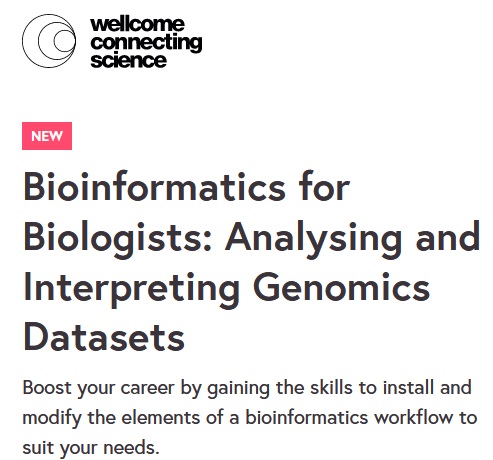 wellcome
connecting
science
NEW
Bioinformatics for
Biologists: Analysing and
Interpreting Genomics
Datasets
Boost your career by gaining the skills to install and
modify the elements of a bioinformatics workflow to
suit your needs.